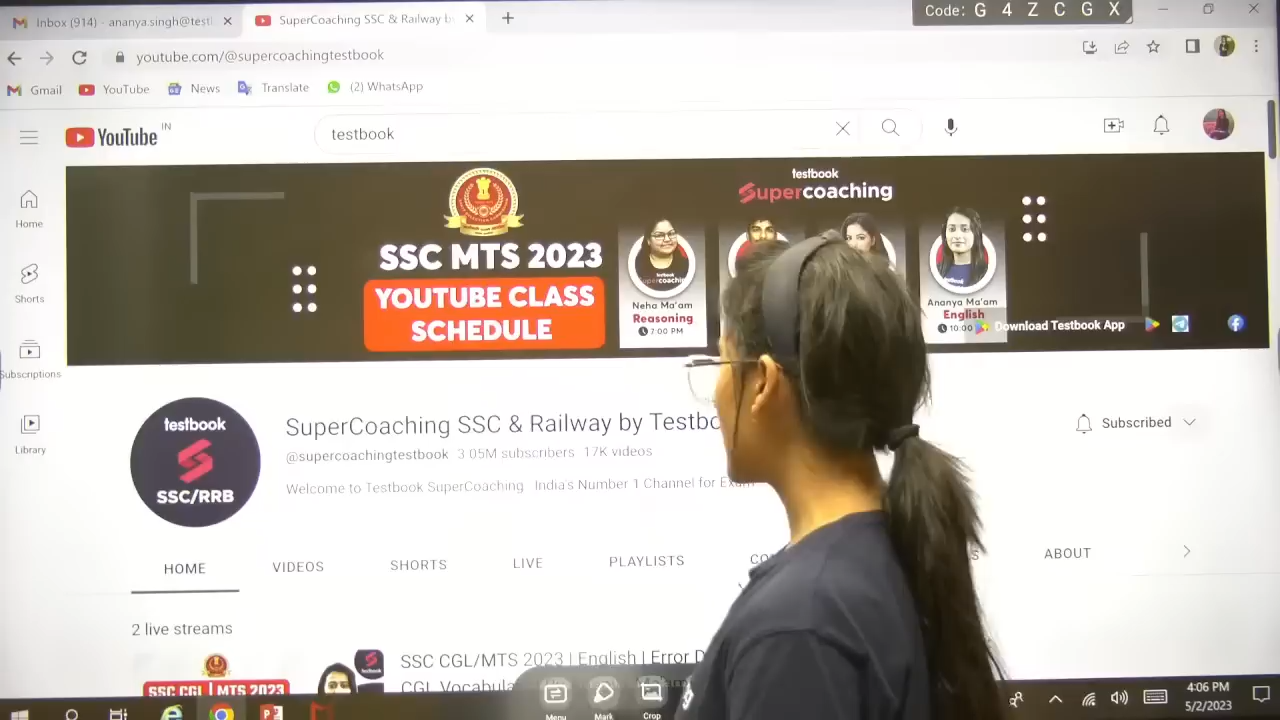 Inbox (914) - ananya.singh@test
SuperCoaching SSC & Railway by
Code: G 4 Z C G X
youtube.com/@supercoachingtestbook
Gmail YouTube News Translate (2) WhatsApp
YouTube IN
testbook
testbook
Supercoaching
SSC MTS 2023
YOUTUBE CLASS
SCHEDULE
testbook
Supercoaching
Neha Ma'am
Reasoning
7:00 PM
Ananya Ma'am
English
10:00
Download Testbook App
Home
Shorts
Subscriptions
Library
testbook
SSC/RRB
SuperCoaching SSC & Railway by Testbo
@supercoachingtestbook 3.05M subscribers 17K videos
Welcome to Testbook SuperCoaching India's Number 1 Channel for Exam
Subscribed
HOME VIDEOS SHORTS LIVE PLAYLISTS CO S ABOUT
2 live streams
SSC CGL/MTS 2023 | English | Error D
CGL Vocabula
SSC CGL | MTS 2023
Menu Mark Crop
4:06 PM
5/2/2023